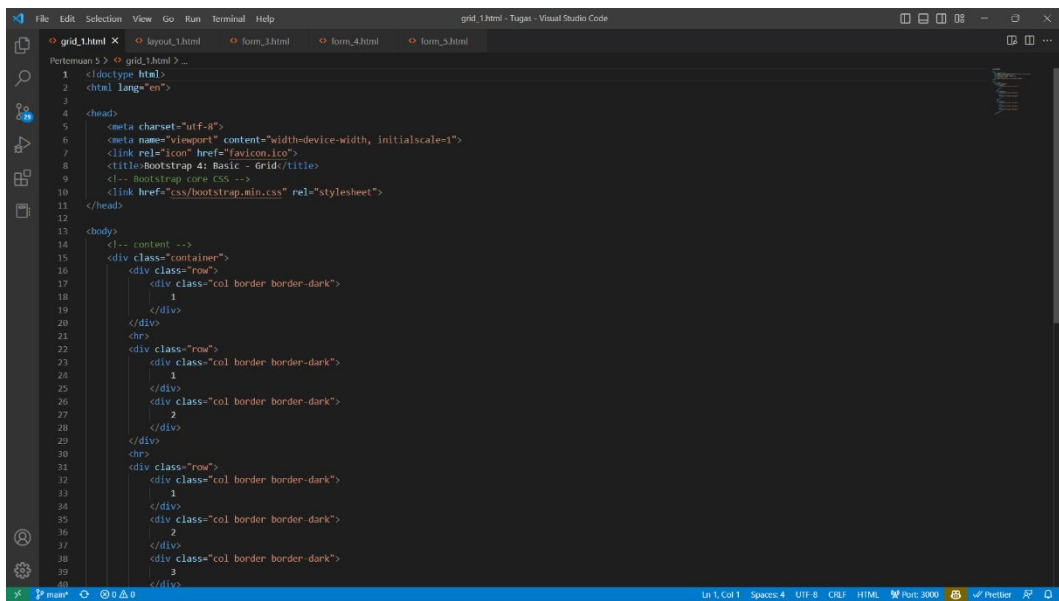 File Edit Selection View Go Run Terminal Help grid_1.html - Tugas - Visual Studio Code
grid_1.html layout_1.html form_3.html form_4.html form_5.html
Pertemuan 5 > grid_1.html > ...
1 <!doctype html>
2 <html lang="en">
3
4 <head>
5 <meta charset="utf-8">
6 <meta name="viewport" content="width=device-width, initialscale=1">
7 <link rel="icon" href="favicon.ico">
8 <title>Bootstrap 4: Basic - Grid</title>
9 <!-- Bootstrap core CSS -->
10 <link href="css/bootstrap.min.css" rel="stylesheet">
11 </head>
12
13 <body>
14 <!-- content -->
15 <div class="container">
16 <div class="row">
17 <div class="col border border-dark">
18 1
19 </div>
20 </div>
21 <hr>
22 <div class="row">
23 <div class="col border border-dark">
24 1
25 </div>
26 <div class="col border border-dark">
27 2
28 </div>
29 </div>
30 <hr>
31 <div class="row">
32 <div class="col border border-dark">
33 1
34 </div>
35 <div class="col border border-dark">
36 2
37 </div>
38 <div class="col border border-dark">
39 3
40 </div>
main* 0 0 Ln 1, Col 1 Spaces: 4 UTF-8 CRLF HTML Port: 3000 Prettier